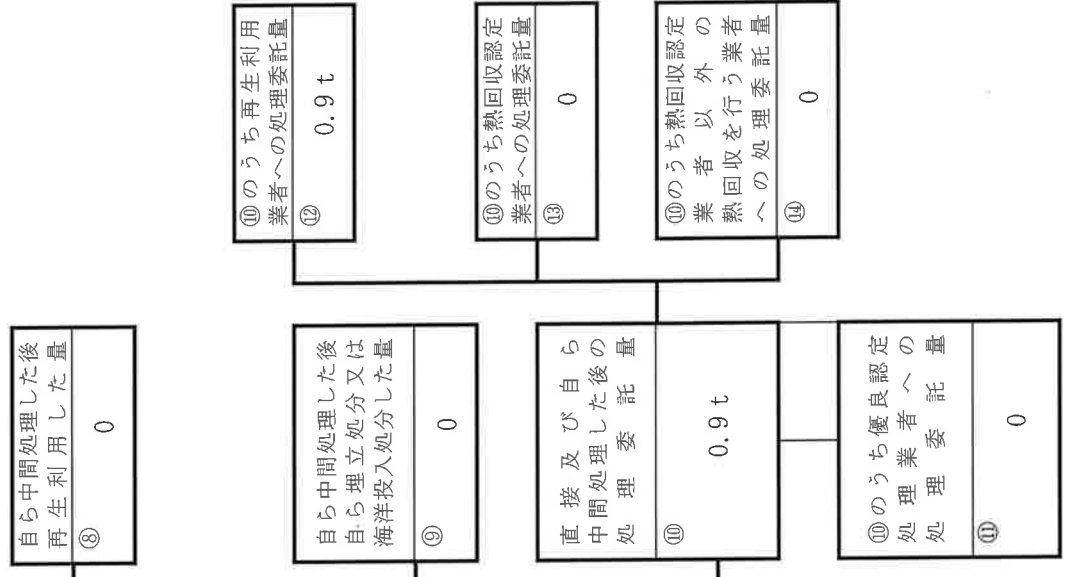 自ら中間処理した後
再生利用した量
⑧
0
自ら中間処理した後
自ら埋立処分又は
海洋投入処分した量
⑨
0
直接及び自ら
中間処理した後の
処理委託量
⑩
0.9t
⑩のうち優良認定
処理業者への
処理委託量
⑪
0
⑩のうち再生利用
業者への処理委託量
⑫
0.9t
⑩のうち熱回収認定
業者への処理委託量
⑬
0
⑩のうち熱回収認定
業者以外の
熱回収を行う業者
への処理委託量
⑭
0